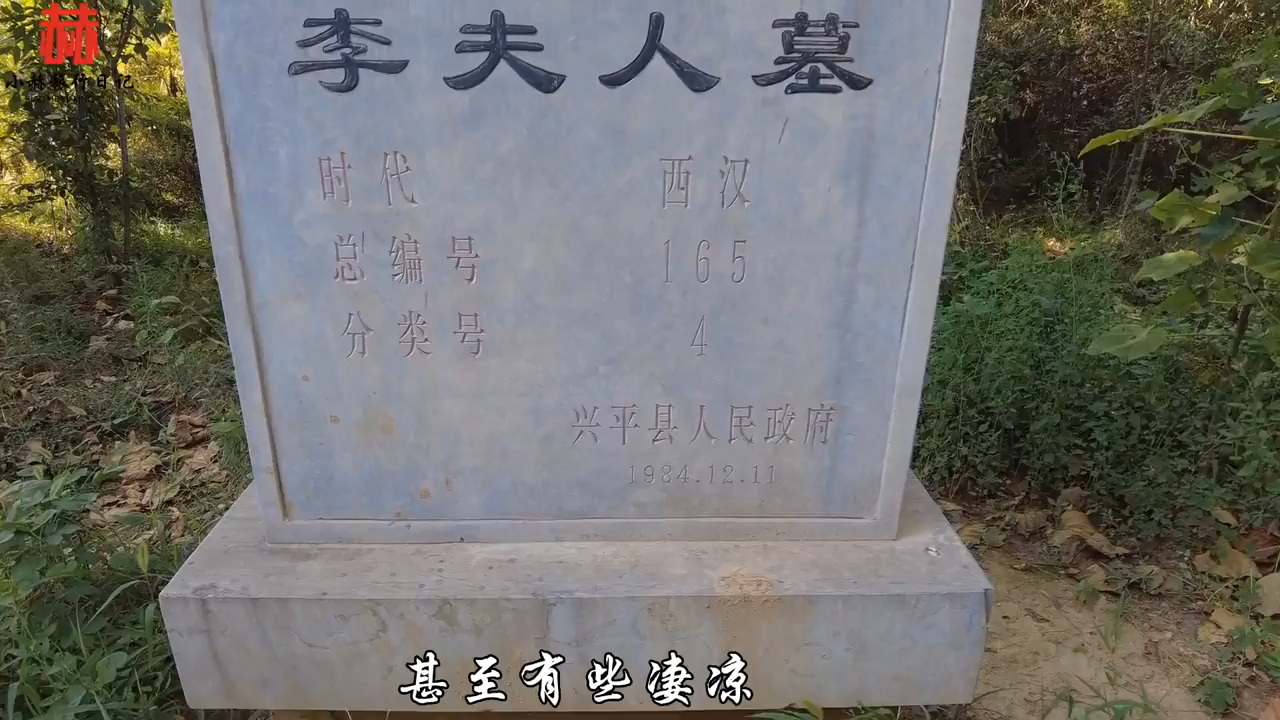 赫
李夫人墓
时代 西汉
总编号 165
分类号 4
兴平县人民政府
1984.12.11
甚至有些凄凉